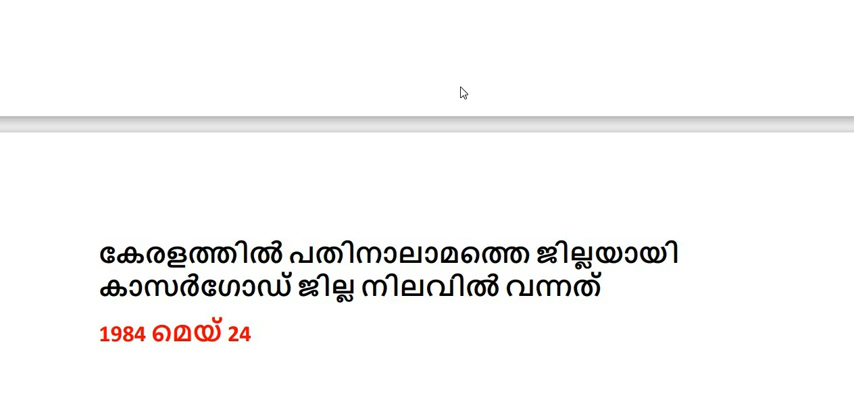 കേരളത്തിൽ പതിനാലാമത്തെ ജില്ലയായി
കാസർഗോഡ് ജില്ല നിലവിൽ വന്നത്
1984 മെയ് 24